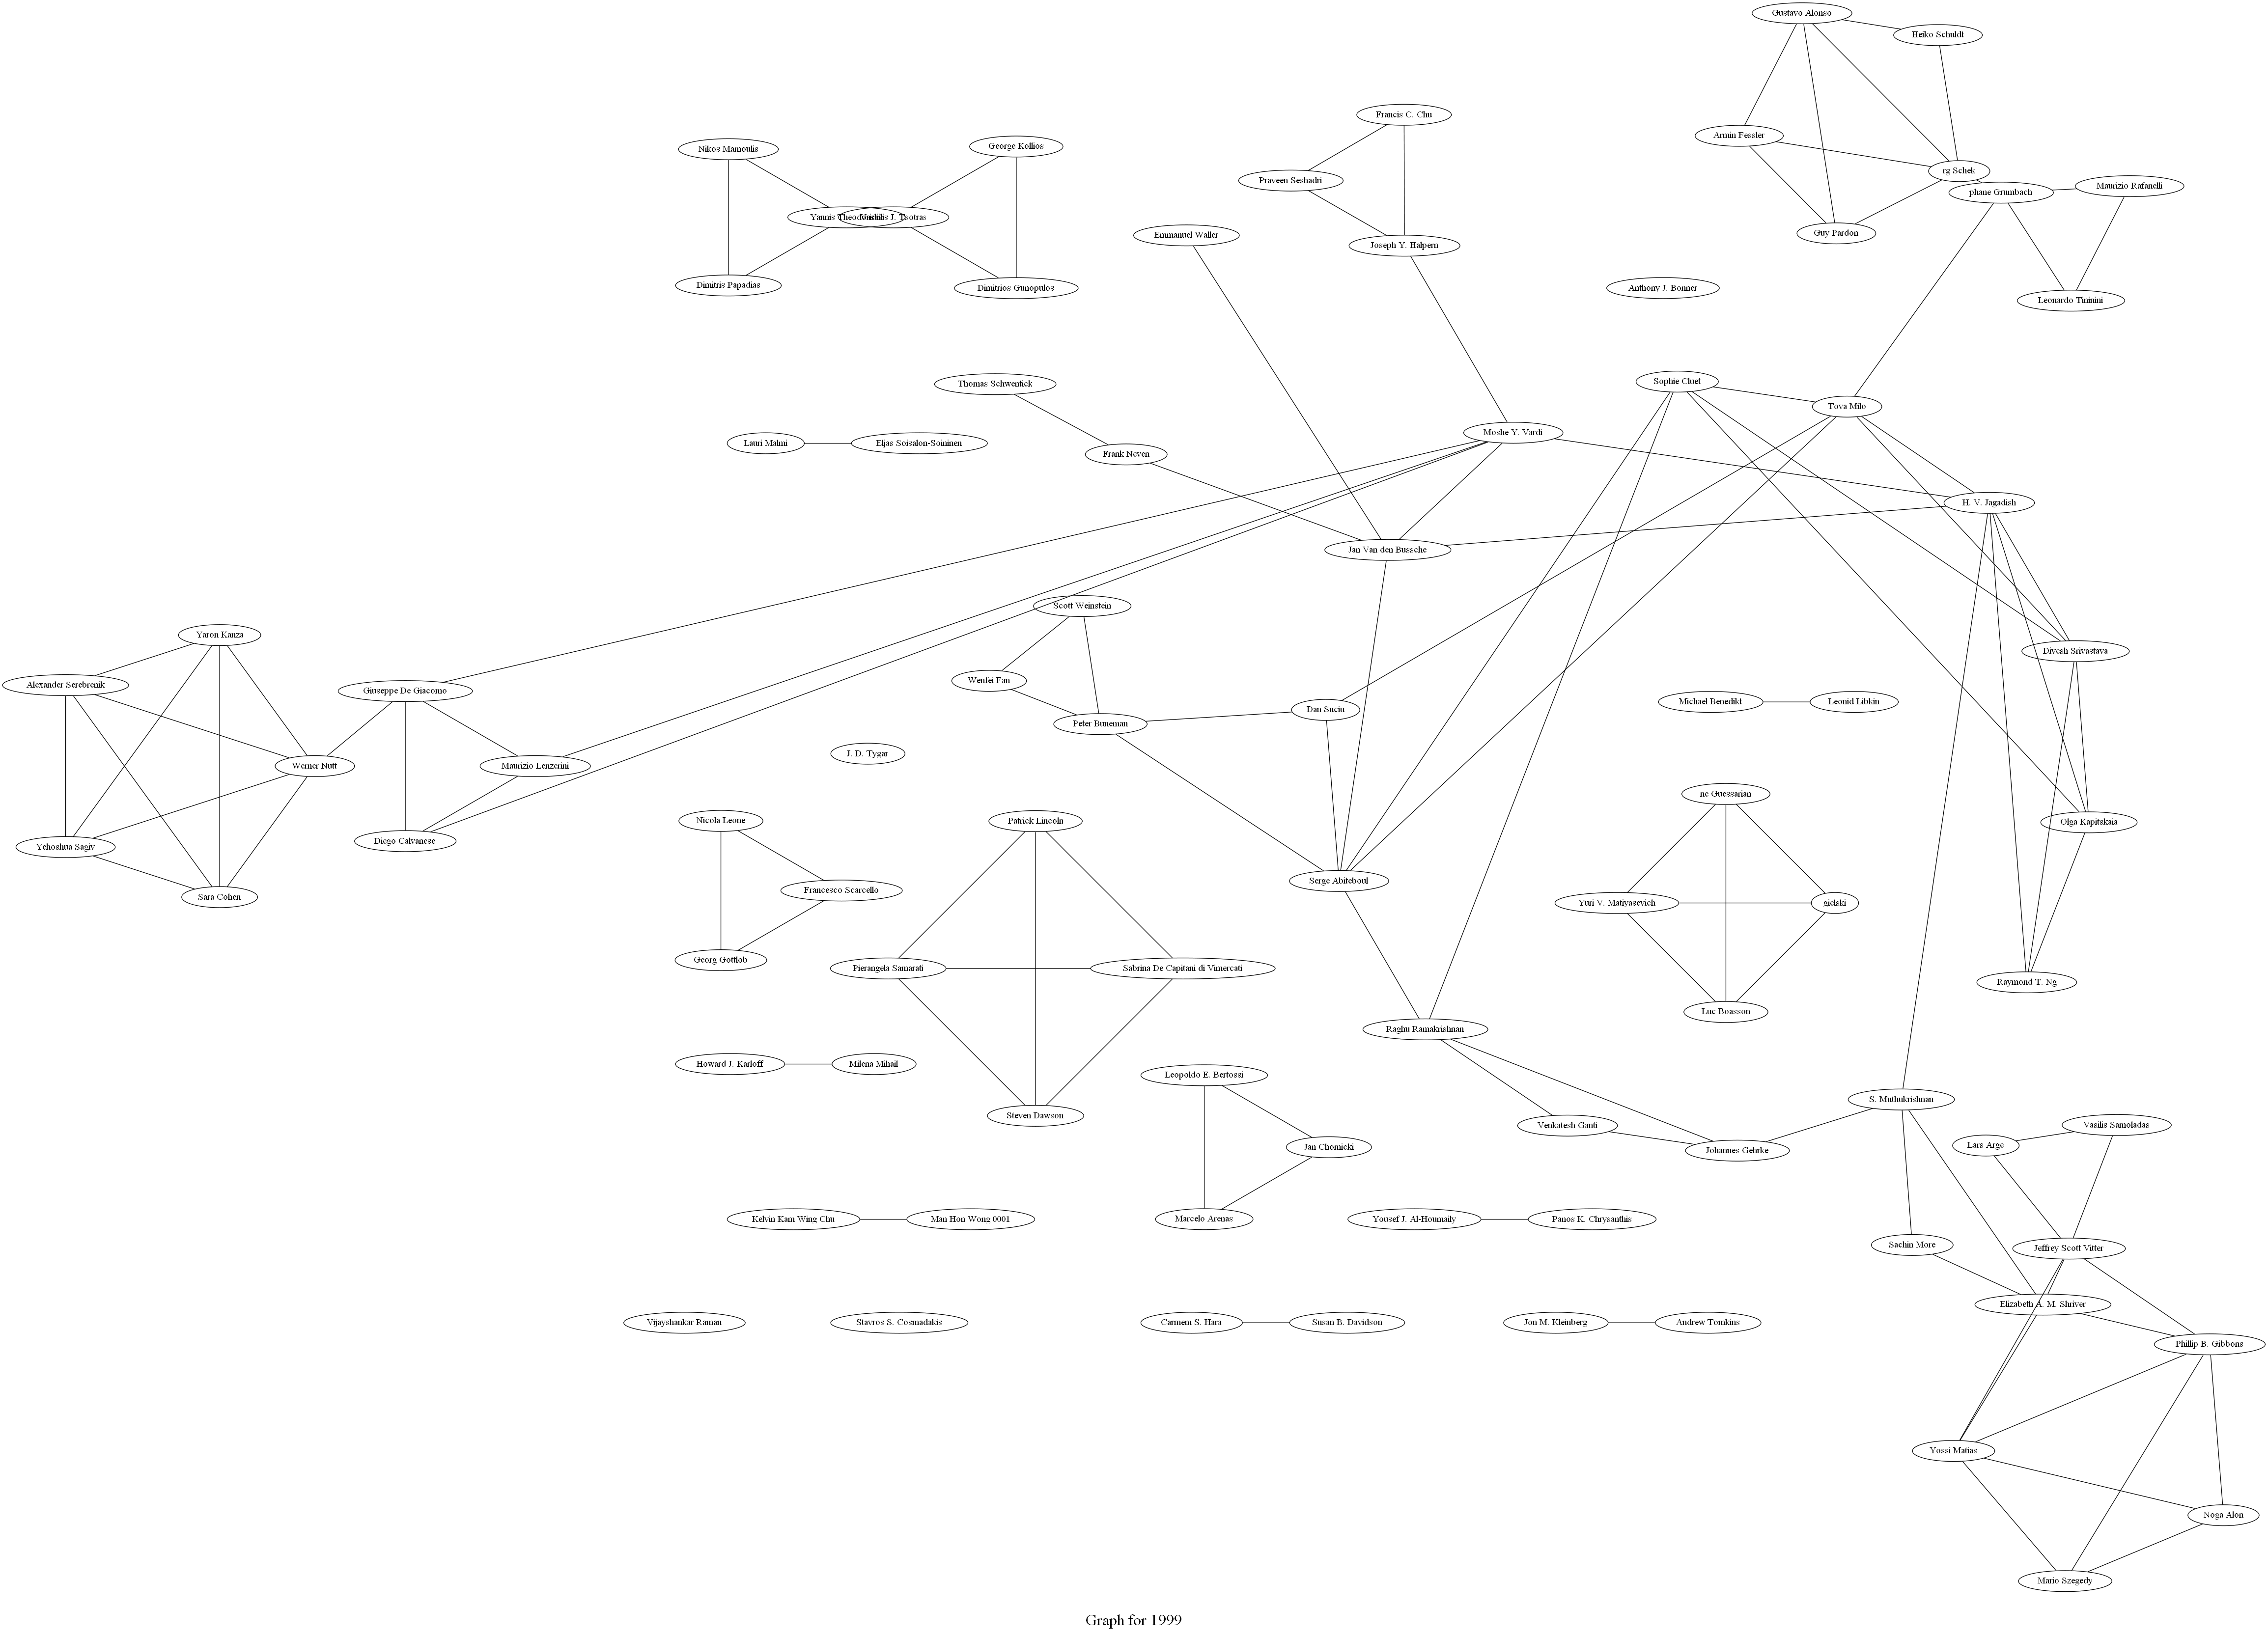 Gustavo Alonso
Heiko Schuldt
Francis C. Chu
Armin Fessler
George Kollios
Nikos Mamoulis
rg Schek
Praveen Seshadri
Maurizio Rafanelli
phane Grumbach
Yannis Theodoridis
Vassilis J. Tsotras
Guy Pardon
Emmanuel Waller
Joseph Y. Halpern
Dimitris Papadias
Dimitrios Gunopulos
Anthony J. Bonner
Leonardo Tininini
Sophie Cluet
Thomas Schwentick
Tova Milo
Moshe Y. Vardi
Lauri Malmi
Eljas Soisalon-Soininen
Frank Neven
H. V. Jagadish
Jan Van den Bussche
Scott Weinstein
Yaron Kanza
Divesh Srivastava
Wenfei Fan
Alexander Serebrenik
Giuseppe De Giacomo
Michael Benedikt
Leonid Libkin
Dan Suciu
Peter Buneman
J. D. Tygar
Werner Nutt
Maurizio Lenzerini
ne Guessarian
Nicola Leone
Patrick Lincoln
Olga Kapitskaia
Diego Calvanese
Yehoshua Sagiv
Serge Abiteboul
Francesco Scarcello
Sara Cohen
Yuri V. Matiyasevich
gielski
Georg Gottlob
Pierangela Samarati
Sabrina De Capitani di Vimercati
Raymond T. Ng
Luc Boasson
Raghu Ramakrishnan
Howard J. Karloff
Milena Mihail
Leopoldo E. Bertossi
S. Muthukrishnan
Steven Dawson
Venkatesh Ganti
Vasilis Samoladas
Jan Chomicki
Lars Arge
Johannes Gehrke
Kelvin Kam Wing Chu
Man Hon Wong 0001
Marcelo Arenas
Yousef J. Al-Houmaily
Panos K. Chrysanthis
Sachin More
Jeffrey Scott Vitter
Elizabeth A. M. Shriver
Vijayshankar Raman
Stavros S. Cosmadakis
Carmem S. Hara
Susan B. Davidson
Jon M. Kleinberg
Andrew Tomkins
Phillip B. Gibbons
Yossi Matias
Noga Alon
Mario Szegedy
Graph for 1999